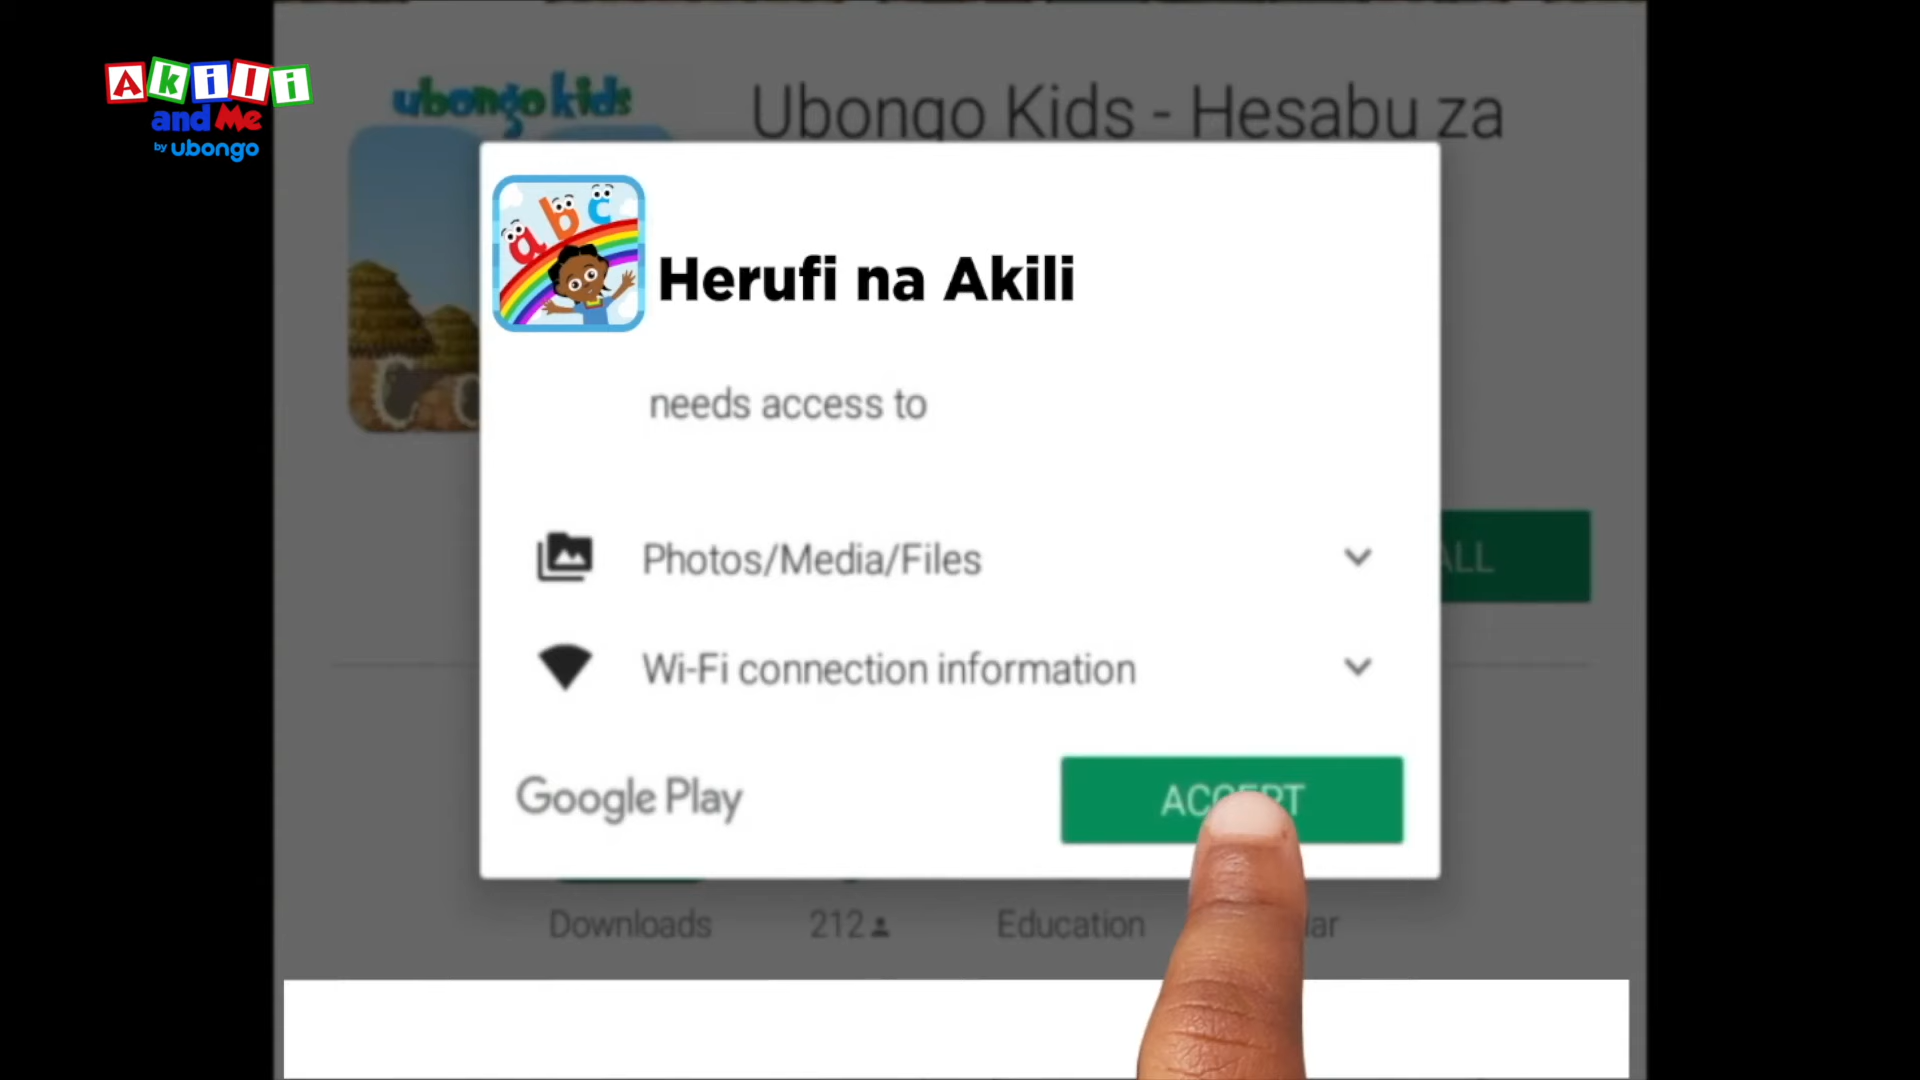 Akili
and Me
by ubongo
ubongo kids
Ubongo Kids - Hesabu za
a b c
Herufi na Akili
needs access to
Photos/Media/Files
Wi-Fi connection information
Google Play
ACCEPT
Downloads
212
Education